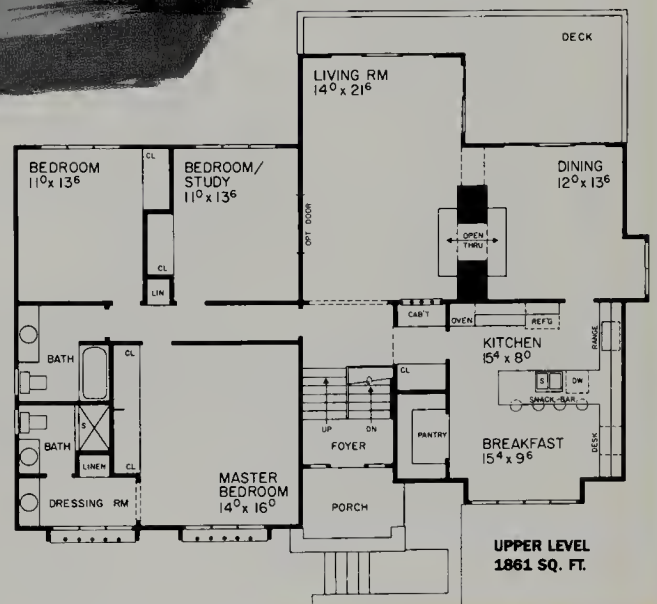 DECK
LIVING RM
14⁰ x 21⁶
BEDROOM
11⁰ x 13⁶
CL
BEDROOM/
STUDY
11⁰ x 13⁶
DINING
12⁰ x 13⁶
OPT DOOR
OPEN
THRU
CL
LIN
CAB'T
OVEN
REF'G
RANGE
KITCHEN
15⁴ x 8⁰
BATH
CL
CL
S
DW
SNACK BAR
UP
DN
FOYER
PANTRY
BREAKFAST
15⁴ x 9⁶
DESK
BATH
S
LINEN
CL
MASTER
BEDROOM
14⁰ x 16⁰
DRESSING RM
PORCH
UPPER LEVEL
1861 SQ. FT.